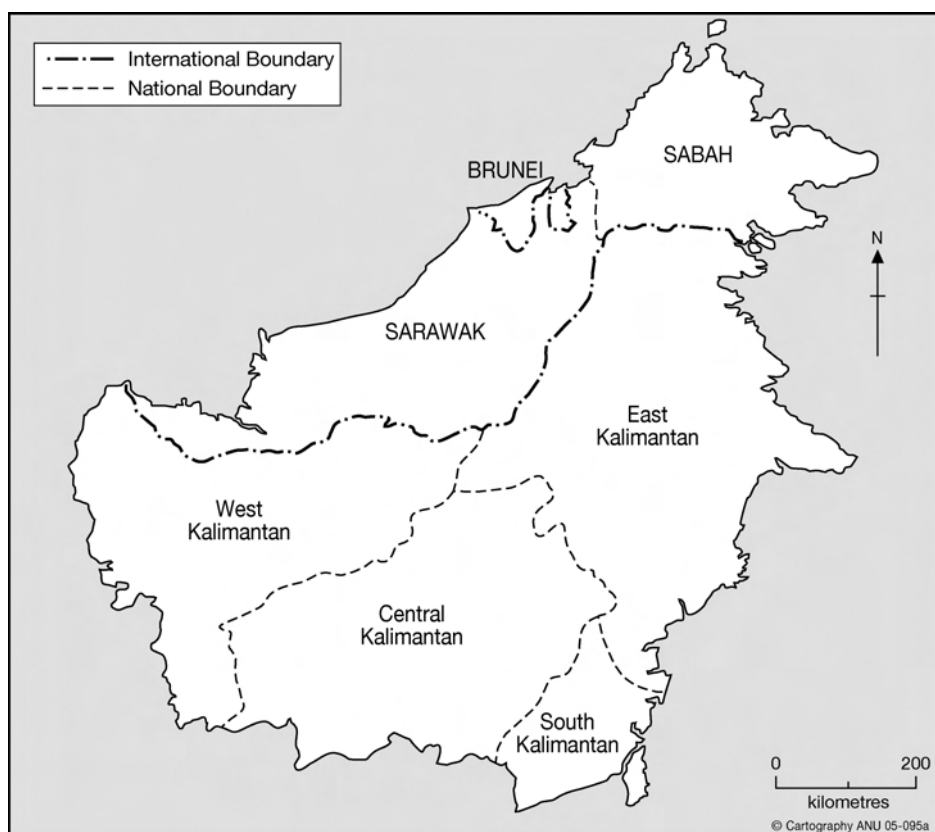 International Boundary
National Boundary
SABAH
BRUNEI
N
SARAWAK
East
Kalimantan
West
Kalimantan
Central
Kalimantan
South
Kalimantan
0 200
kilometres
© Cartography ANU 05-095a